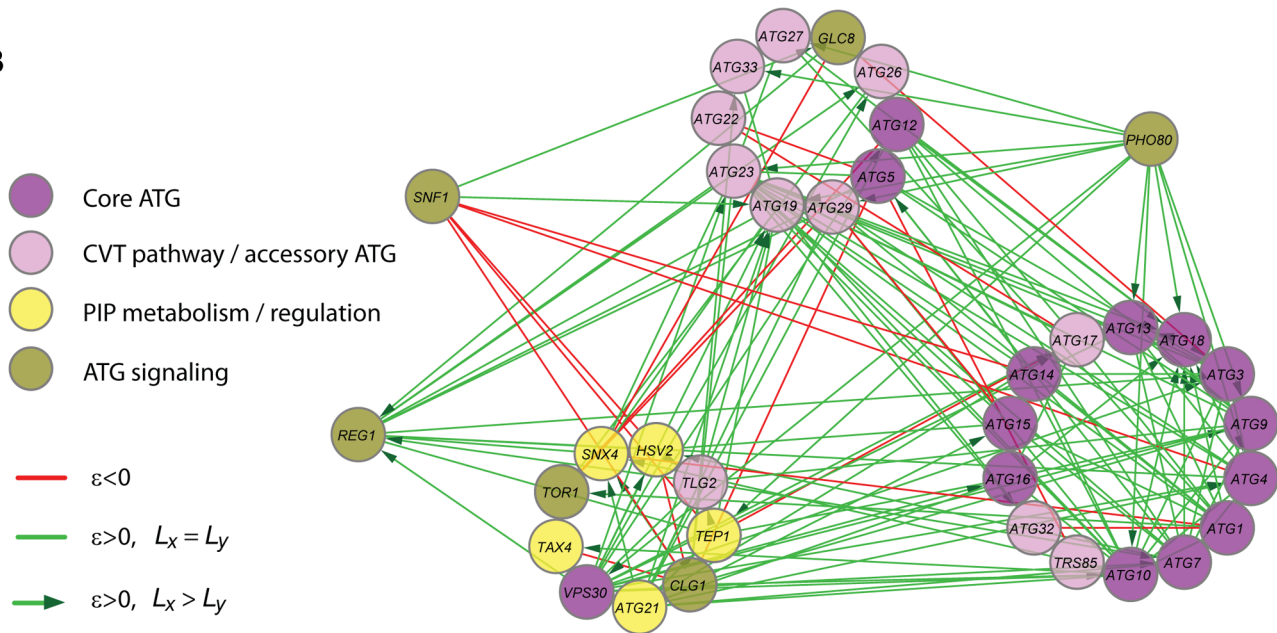 B
ATG27
GLC8
ATG33
ATG26
ATG22
ATG12
PHO80
Core ATG
ATG23
ATG5
SNF1
ATG19
ATG29
CVT pathway / accessory ATG
PIP metabolism / regulation
ATG13
ATG17
ATG18
ATG signaling
ATG14
ATG3
REG1
ATG15
ATG9
SNX4
HSV2
ε<0
TLG2
ATG16
ATG4
TOR1
ε>0, Lx = Ly
TEP1
ATG32
ATG1
TAX4
TRS85
ATG10
ATG7
VPS30
CLG1
ε>0, Lx > Ly
ATG21